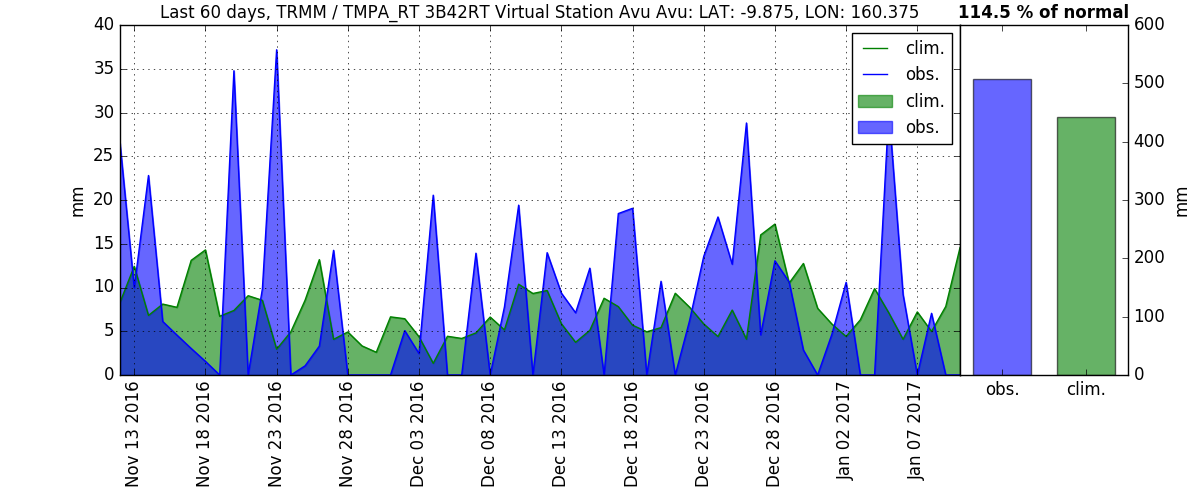 Last 60 days, TRMM / TMPA_RT 3B42RT Virtual Station Avu Avu: LAT: -9.875, LON: 160.375
114.5 % of normal
40
35
30
25
20
15
10
5
0
mm
clim.
obs.
clim.
obs.
Nov 13 2016
Nov 18 2016
Nov 23 2016
Nov 28 2016
Dec 03 2016
Dec 08 2016
Dec 13 2016
Dec 18 2016
Dec 23 2016
Dec 28 2016
Jan 02 2017
Jan 07 2017
600
500
400
300
200
100
0
mm
obs.
clim.